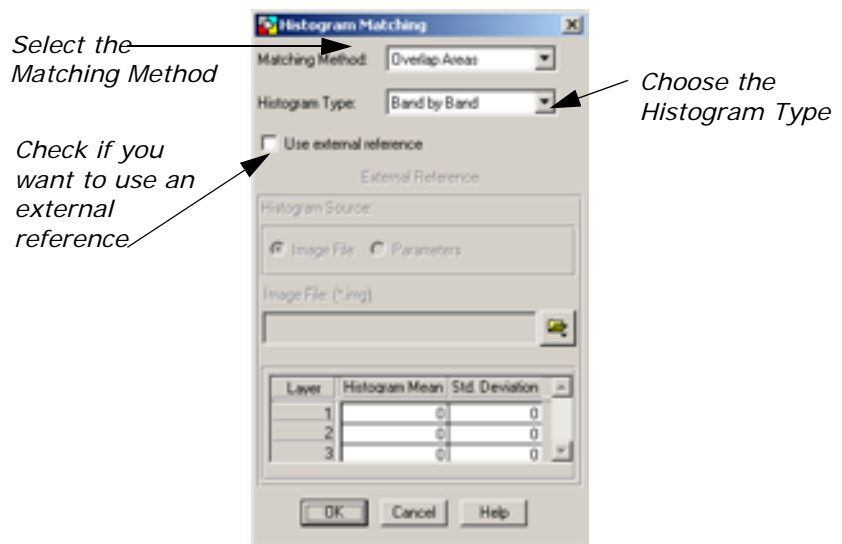 Histogram Matching
Select the
Matching Method
Matching Method: Overlap Areas
Choose the
Histogram Type
Histogram Type: Band by Band
Check if you
want to use an
external
reference
Use external reference
External Reference
Histogram Source:
Image File Parameters
Image File: (*.img)
Layer Histogram Mean Std. Deviation
1 0 0
2 0 0
3 0 0
OK Cancel Help